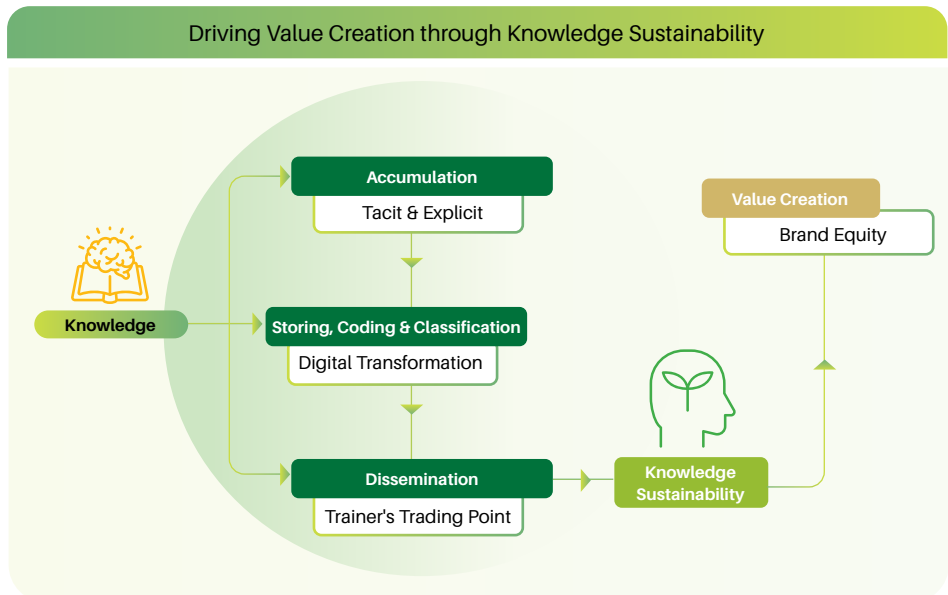 Driving Value Creation through Knowledge Sustainability
Accumulation
Tacit & Explicit
Value Creation
Brand Equity
Knowledge
Storing, Coding & Classification
Digital Transformation
Dissemination
Trainer's Trading Point
Knowledge
Sustainability